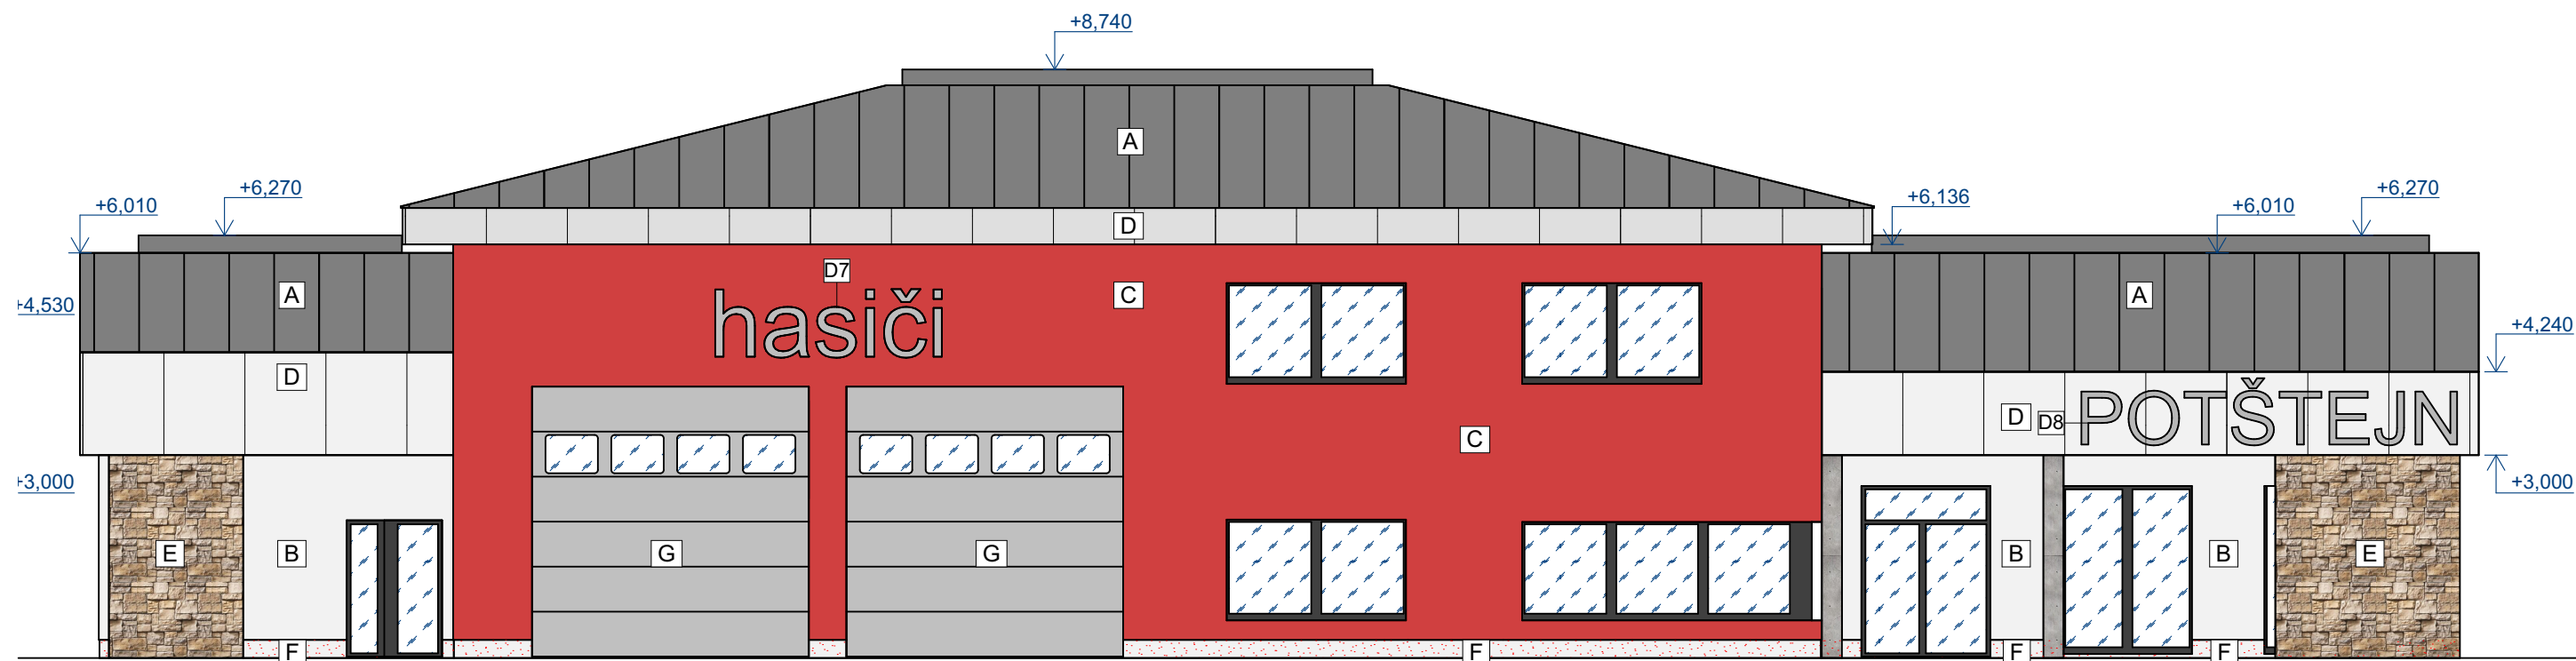 +8,740
A
+6,270
+6,010
+6,136
+6,270
+6,010
D
D7
hasiči
C
A
A
+4,530
+4,240
D
D
D8
POTŠTEJN
C
+3,000
+3,000
E
B
G
G
B
B
E
F
F
F
F